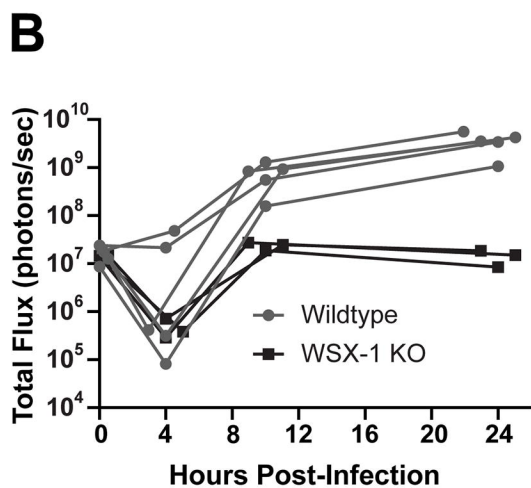 B
Total Flux (photons/sec)
10^10
10^9
10^8
10^7
10^6
10^5
10^4
Wildtype
WSX-1 KO
0 4 8 12 16 20 24
Hours Post-Infection